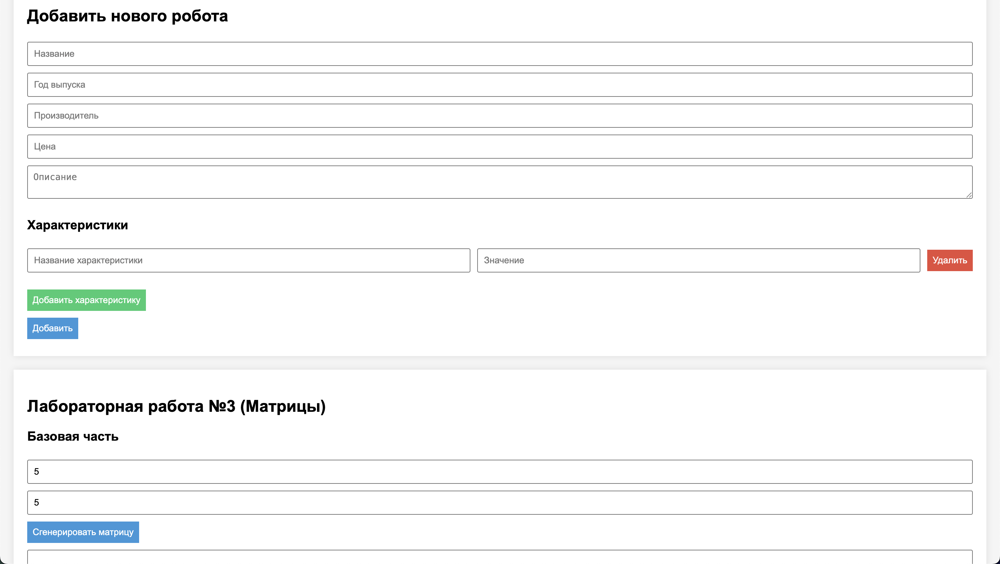 Добавить нового робота
Название
Год выпуска
Производитель
Цена
Описание
Характеристики
Название характеристики
Значение
Удалить
Добавить характеристику
Добавить
Лабораторная работа №3 (Матрицы)
Базовая часть
5
5
Сгенерировать матрицу